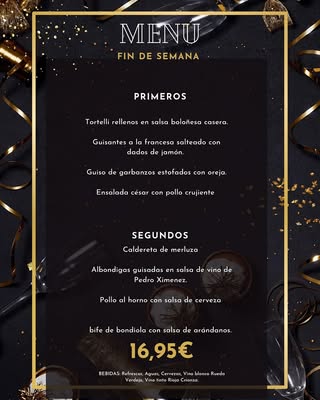 MENU
FIN DE SEMANA
PRIMEROS
Tortelli rellenos en salsa boloñesa casera.
Guisantes a la francesa salteado con
dados de jamón.
Guiso de garbanzos estofados con oreja.
Ensalada césar con pollo crujiente
SEGUNDOS
Caldereta de merluza
Albondigas guisadas en salsa de vino de
Pedro Ximenez.
Pollo al horno con salsa de cerveza
bife de bondiola con salsa de arándanos.
16,95€
BEBIDAS: Refrescos, Aguas, Cervezas, Vino blanco Rueda
Verdejo, Vino tinto Rioja Crianza.